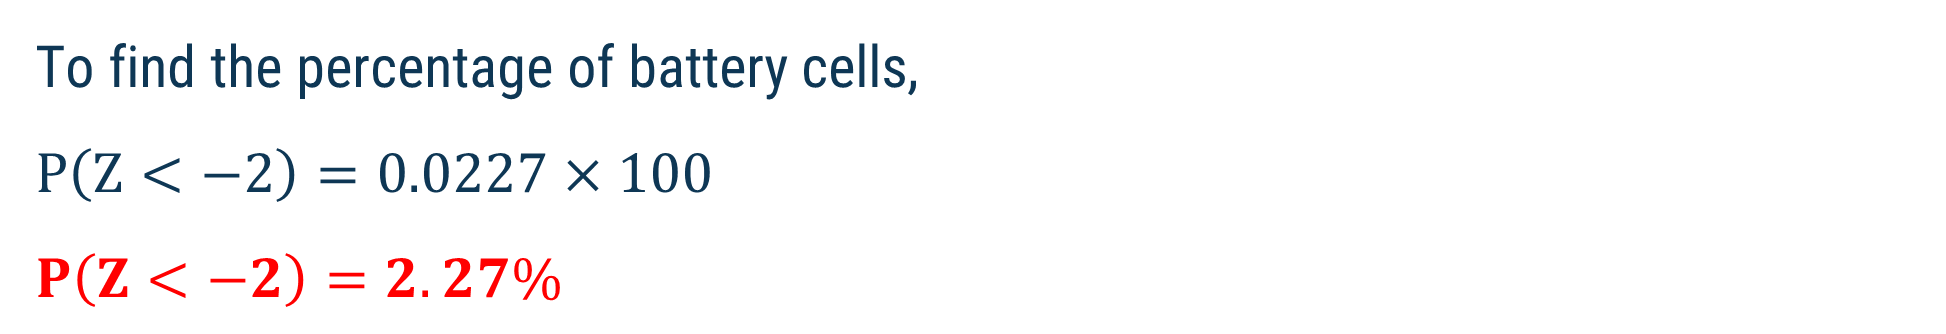 To find the percentage of battery cells,
P(Z < −2) = 0.0227 × 100
P(Z < −2) = 2.27%